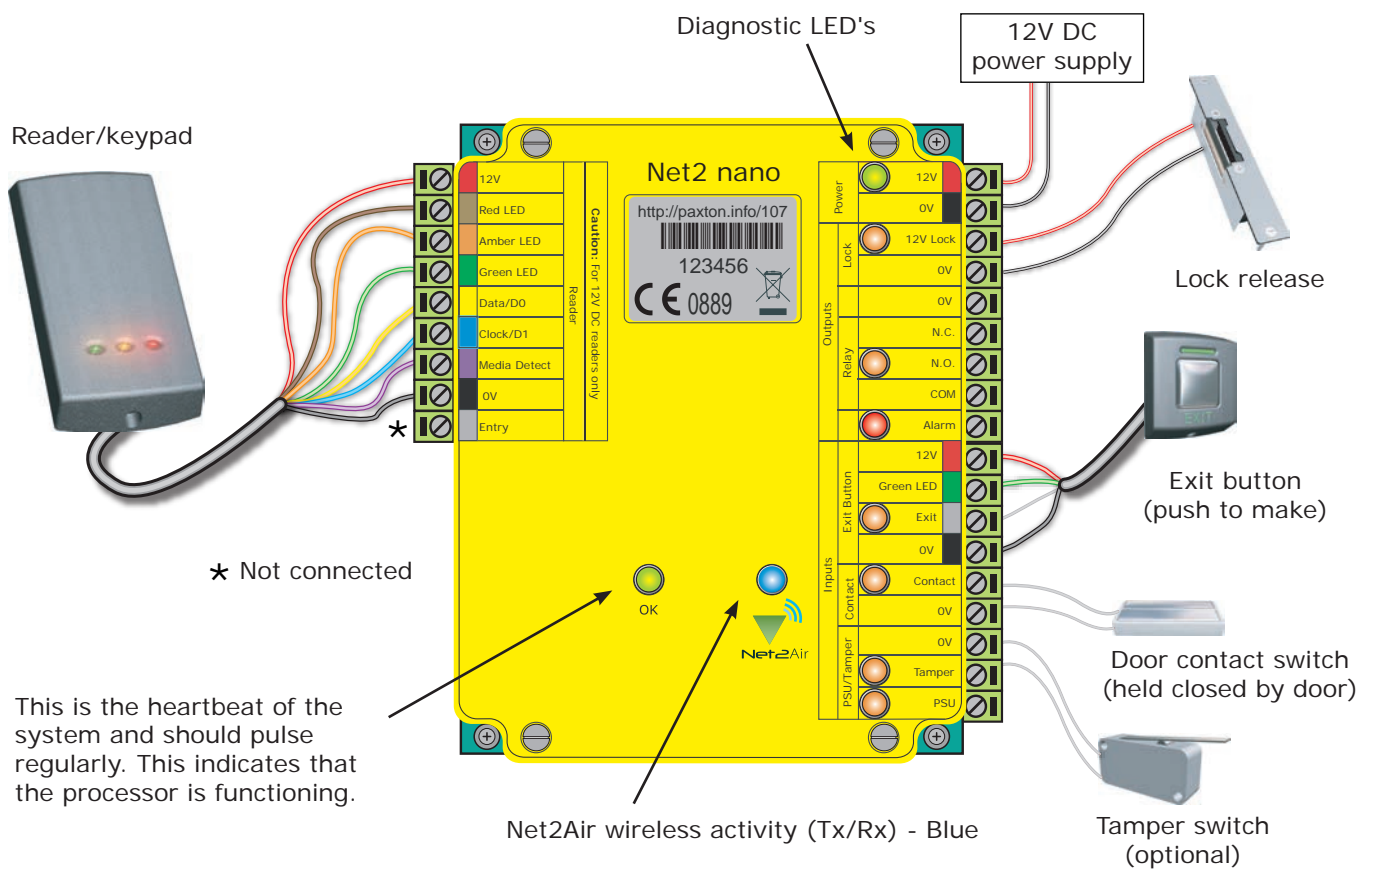 Diagnostic LED's
12V DC
power supply
Reader/keypad
Lock release
Exit button
(push to make)
Door contact switch
(held closed by door)
Tamper switch
(optional)
Net2 nano
http://paxton.info/107
123456
CE 0889
12V
Red LED
Amber LED
Green LED
Data/D0
Clock/D1
Media Detect
0V
Entry
Reader
Caution: For 12V DC readers only
Power
12V
0V
Outputs
Lock
12V Lock
0V
Relay
0V
N.C.
N.O.
COM
Alarm
Inputs
Exit Button
12V
Green LED
Exit
0V
Contact
Contact
0V
PSU/Tamper
0V
Tamper
PSU
EXIT
* Not connected
OK
Net2Air
This is the heartbeat of the
system and should pulse
regularly. This indicates that
the processor is functioning.
Net2Air wireless activity (Tx/Rx) - Blue